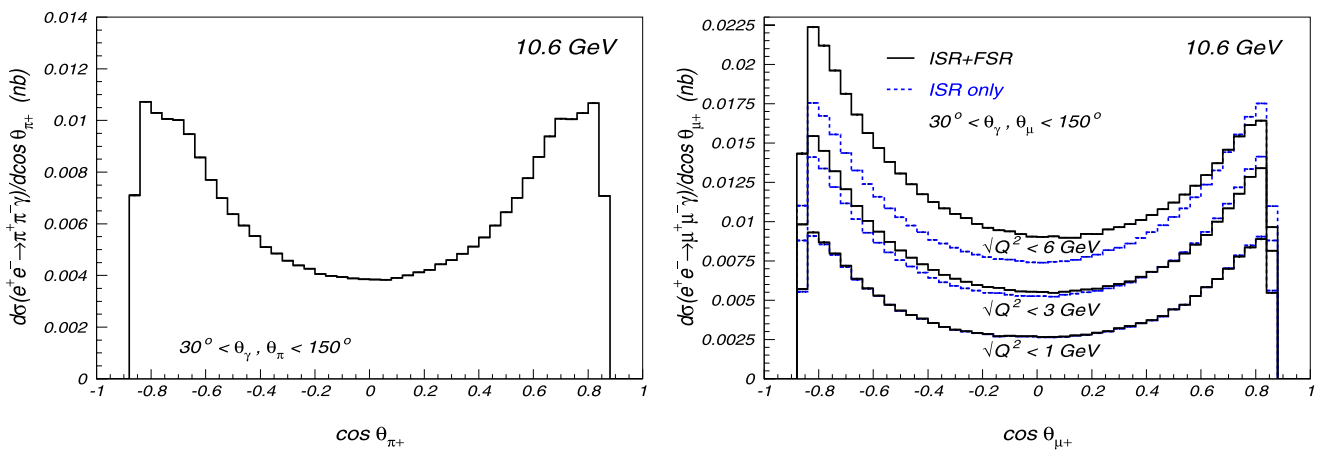 dσ(e⁺e⁻→π⁺π⁻γ)/dcosθπ+ (nb)
0.014
0.012
0.01
0.008
0.006
0.004
0.002
0
10.6 GeV
30° < θγ , θπ < 150°
-1 -0.8 -0.6 -0.4 -0.2 0 0.2 0.4 0.6 0.8 1
cos θπ+
dσ(e⁺e⁻→μ⁺μ⁻γ)/dcosθμ+ (nb)
0.0225
0.02
0.0175
0.015
0.0125
0.01
0.0075
0.005
0.0025
0
10.6 GeV
ISR+FSR
ISR only
30° < θγ , θμ < 150°
√Q² < 6 GeV
√Q² < 3 GeV
√Q² < 1 GeV
-1 -0.8 -0.6 -0.4 -0.2 0 0.2 0.4 0.6 0.8 1
cos θμ+